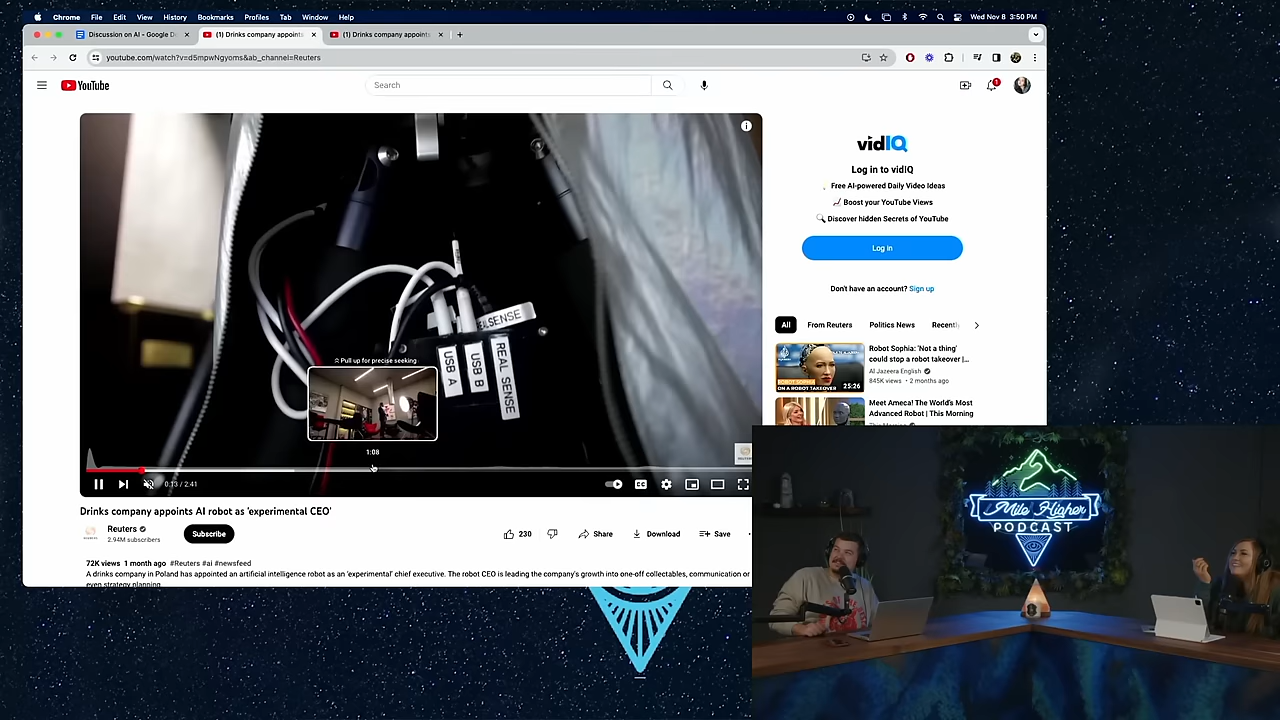 Chrome File Edit View History Bookmarks Profiles Tab Window Help
Wed Nov 8 3:50 PM
Discussion on AI - Google D
(1) Drinks company appoints
(1) Drinks company appoints
youtube.com/watch?v=d5mpwNgyoms&ab_channel=Reuters
YouTube
Search
1
vidIQ
Log in to vidIQ
Free AI-powered Daily Video Ideas
Boost your YouTube Views
Discover hidden Secrets of YouTube
Log in
Don't have an account? Sign up
All From Reuters Politics News Recent
Robot Sophia: 'Not a thing'
could stop a robot takeover |...
Al Jazeera English
845K views • 2 months ago
25:26
Meet Ameca! The World's Most
Advanced Robot | This Morning
USB A
USB B
REAL SENSE
Pull up for precise seeking
1:08
0:13 / 2:41
CC
Drinks company appoints AI robot as 'experimental CEO'
Reuters
2.94M subscribers
Subscribe
230
Share
Download
Save
72K views 1 month ago #Reuters #ai #newsfeed
A drinks company in Poland has appointed an artificial intelligence robot as an 'experimental' chief executive. The robot CEO is leading the company's growth into one-off collectables, communication or
even strategy planning.
Mile Higher
PODCAST